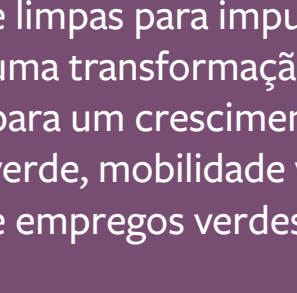 e limpas para impu
uma transformaçã
para um crescimen
verde, mobilidade
e empregos verdes